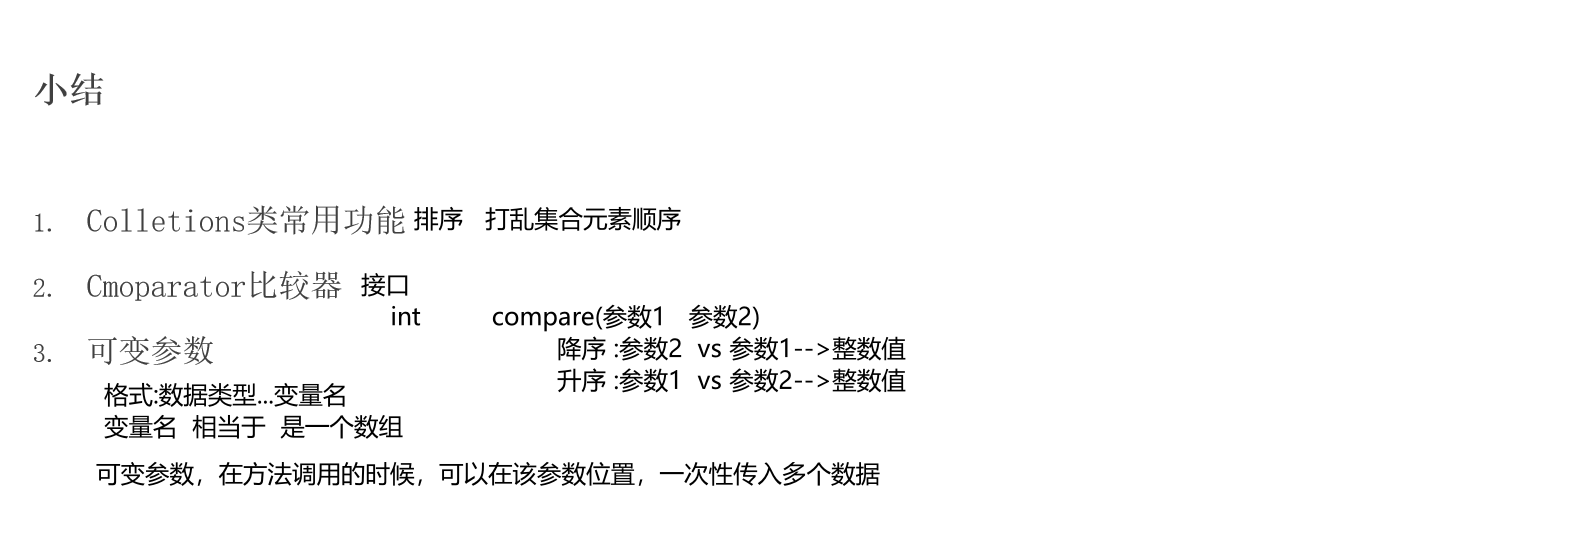 小结
1. Colletions类常用功能 排序 打乱集合元素顺序
2. Cmoparator比较器 接口
int compare(参数1 参数2)
降序 :参数2 vs 参数1-->整数值
升序 :参数1 vs 参数2-->整数值
3. 可变参数
格式:数据类型...变量名
变量名 相当于 是一个数组
可变参数，在方法调用的时候，可以在该参数位置，一次性传入多个数据